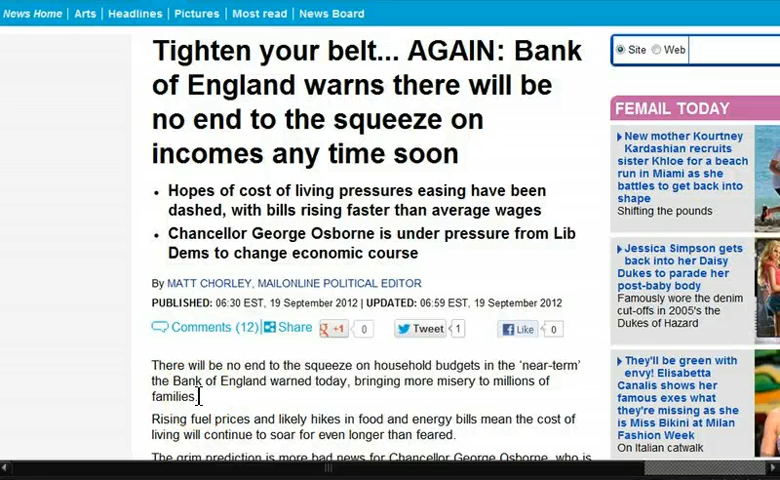 News Home | Arts | Headlines | Pictures | Most read | News Board
Tighten your belt... AGAIN: Bank
of England warns there will be
no end to the squeeze on
incomes any time soon
• Hopes of cost of living pressures easing have been
dashed, with bills rising faster than average wages
• Chancellor George Osborne is under pressure from Lib
Dems to change economic course
By MATT CHORLEY, MAILONLINE POLITICAL EDITOR
PUBLISHED: 06:30 EST, 19 September 2012 | UPDATED: 06:59 EST, 19 September 2012
Comments (12) | Share +1 0 Tweet 1 Like 0
There will be no end to the squeeze on household budgets in the ‘near-term’
the Bank of England warned today, bringing more misery to millions of
families.
Rising fuel prices and likely hikes in food and energy bills mean the cost of
living will continue to soar for even longer than feared.
The grim prediction is more bad news for Chancellor George Osborne, who is
Site Web
FEMAIL TODAY
New mother Kourtney
Kardashian recruits
sister Khloe for a beach
run in Miami as she
battles to get back into
shape
Shifting the pounds
Jessica Simpson gets
back into her Daisy
Dukes to parade her
post-baby body
Famously wore the denim
cut-offs in 2005's the
Dukes of Hazard
They'll be green with
envy! Elisabetta
Canalis shows her
famous exes what
they're missing as she
is Miss Bikini at Milan
Fashion Week
On Italian catwalk